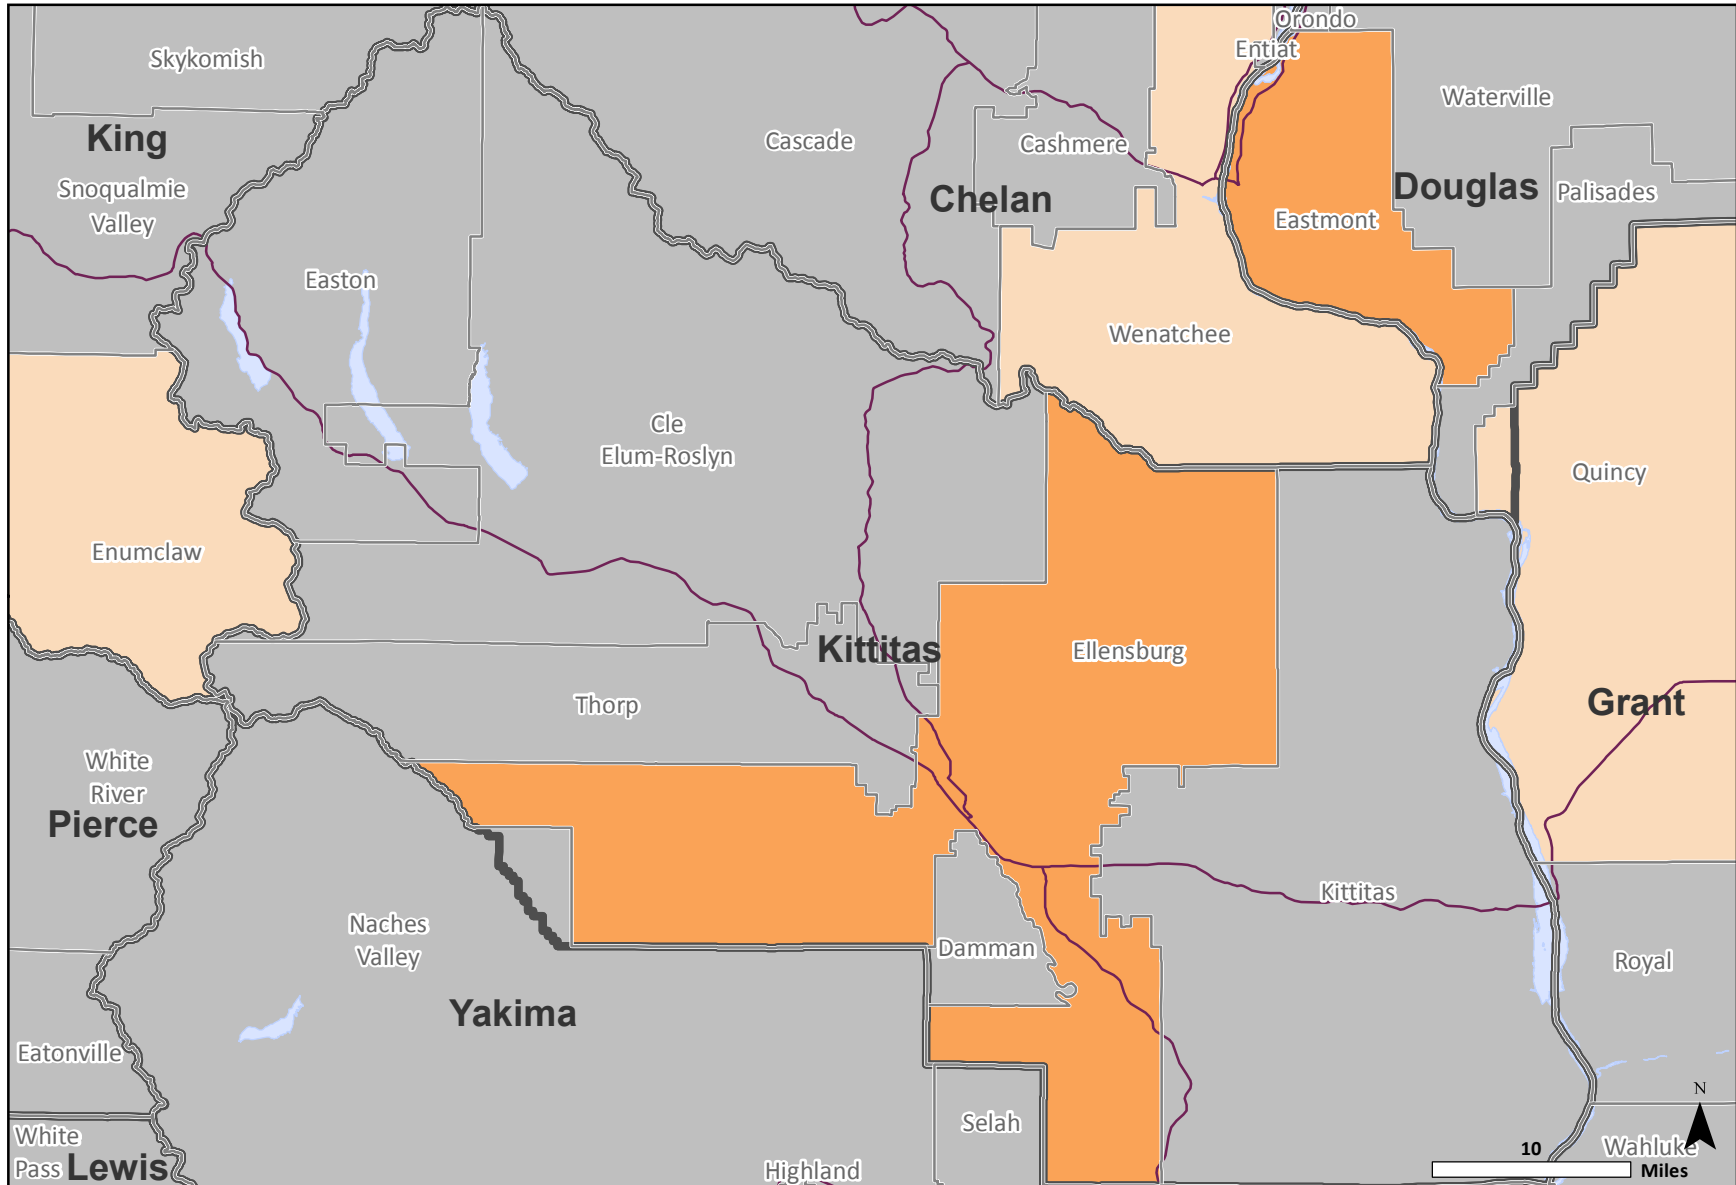 Orondo
Skykomish
Entiat
Waterville
King
Cascade
Cashmere
Snoqualmie
Valley
Chelan
Douglas
Palisades
Eastmont
Easton
Wenatchee
Cle
Elum-Roslyn
Quincy
Enumclaw
Kittitas
Ellensburg
Thorp
Grant
White
River
Pierce
Kittitas
Naches
Valley
Damman
Royal
Yakima
Eatonville
N
Selah
White
Pass
Lewis
Highland
Wahluke
10
Miles